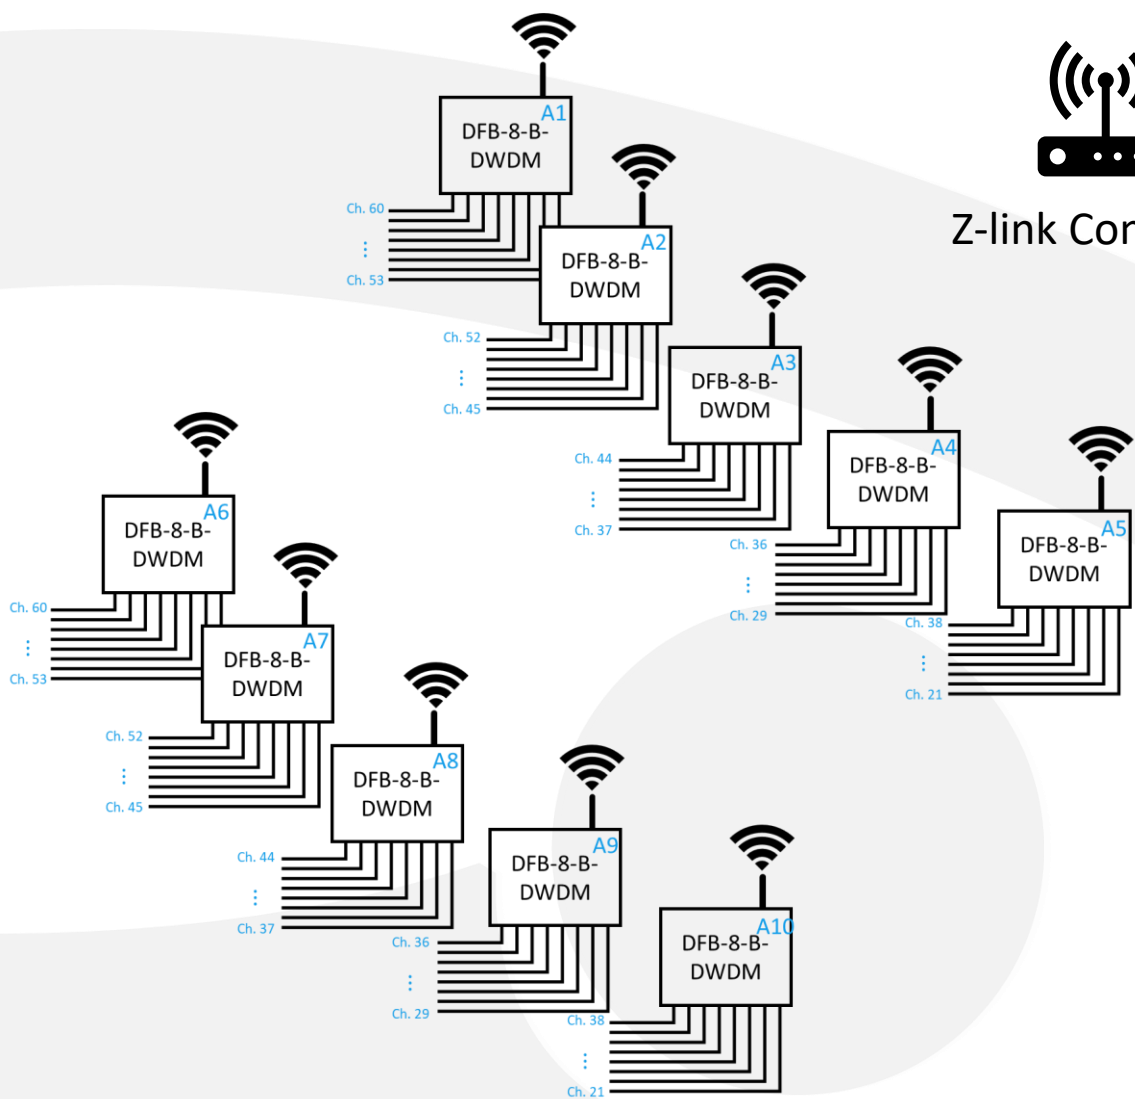 A1
DFB-8-B-
DWDM
Ch. 60
Ch. 53
Z-link Con
A2
DFB-8-B-
DWDM
Ch. 52
Ch. 45
A3
DFB-8-B-
DWDM
Ch. 44
Ch. 37
A4
DFB-8-B-
DWDM
Ch. 36
Ch. 29
A5
DFB-8-B-
DWDM
Ch. 38
Ch. 21
A6
DFB-8-B-
DWDM
Ch. 60
Ch. 53
A7
DFB-8-B-
DWDM
Ch. 52
Ch. 45
A8
DFB-8-B-
DWDM
Ch. 44
Ch. 37
A9
DFB-8-B-
DWDM
Ch. 36
Ch. 29
A10
DFB-8-B-
DWDM
Ch. 38
Ch. 21